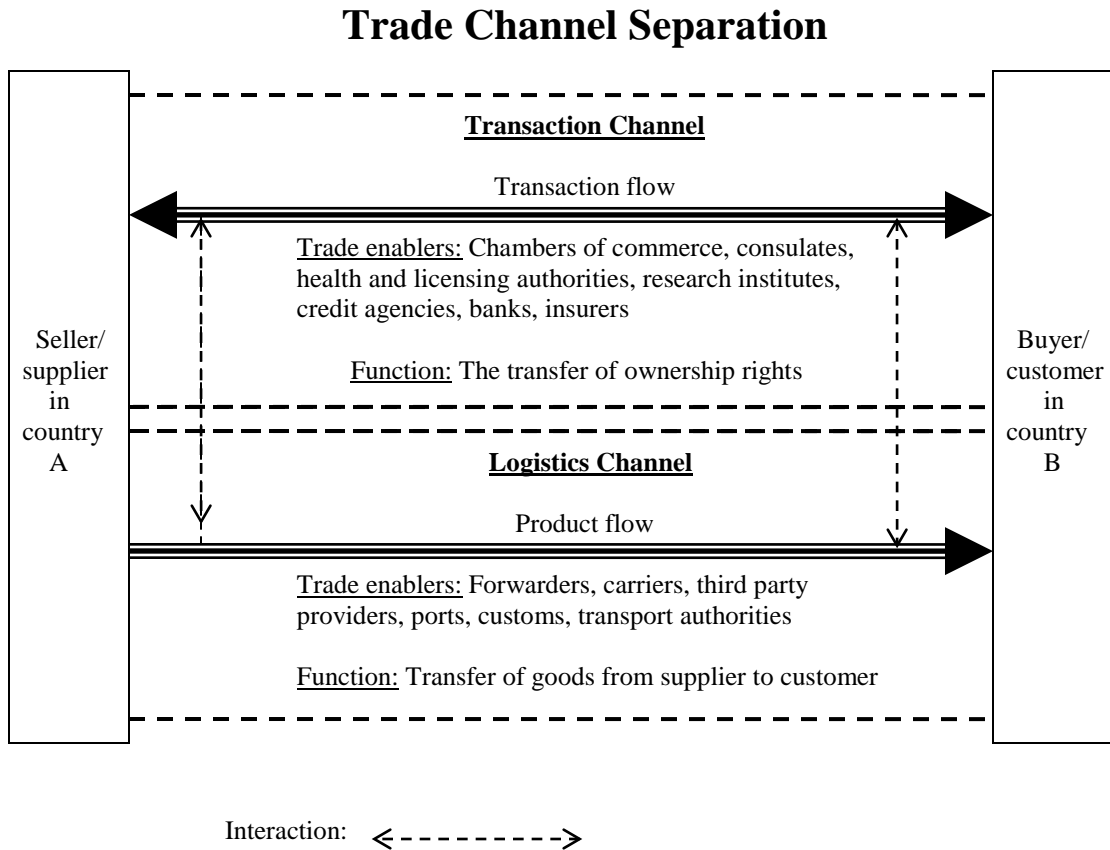 Trade Channel Separation
Transaction Channel
Transaction flow
Trade enablers: Chambers of commerce, consulates,
health and licensing authorities, research institutes,
credit agencies, banks, insurers
Function: The transfer of ownership rights
Seller/
supplier
in
country
A
Buyer/
customer
in
country
B
Logistics Channel
Product flow
Trade enablers: Forwarders, carriers, third party
providers, ports, customs, transport authorities
Function: Transfer of goods from supplier to customer
Interaction: